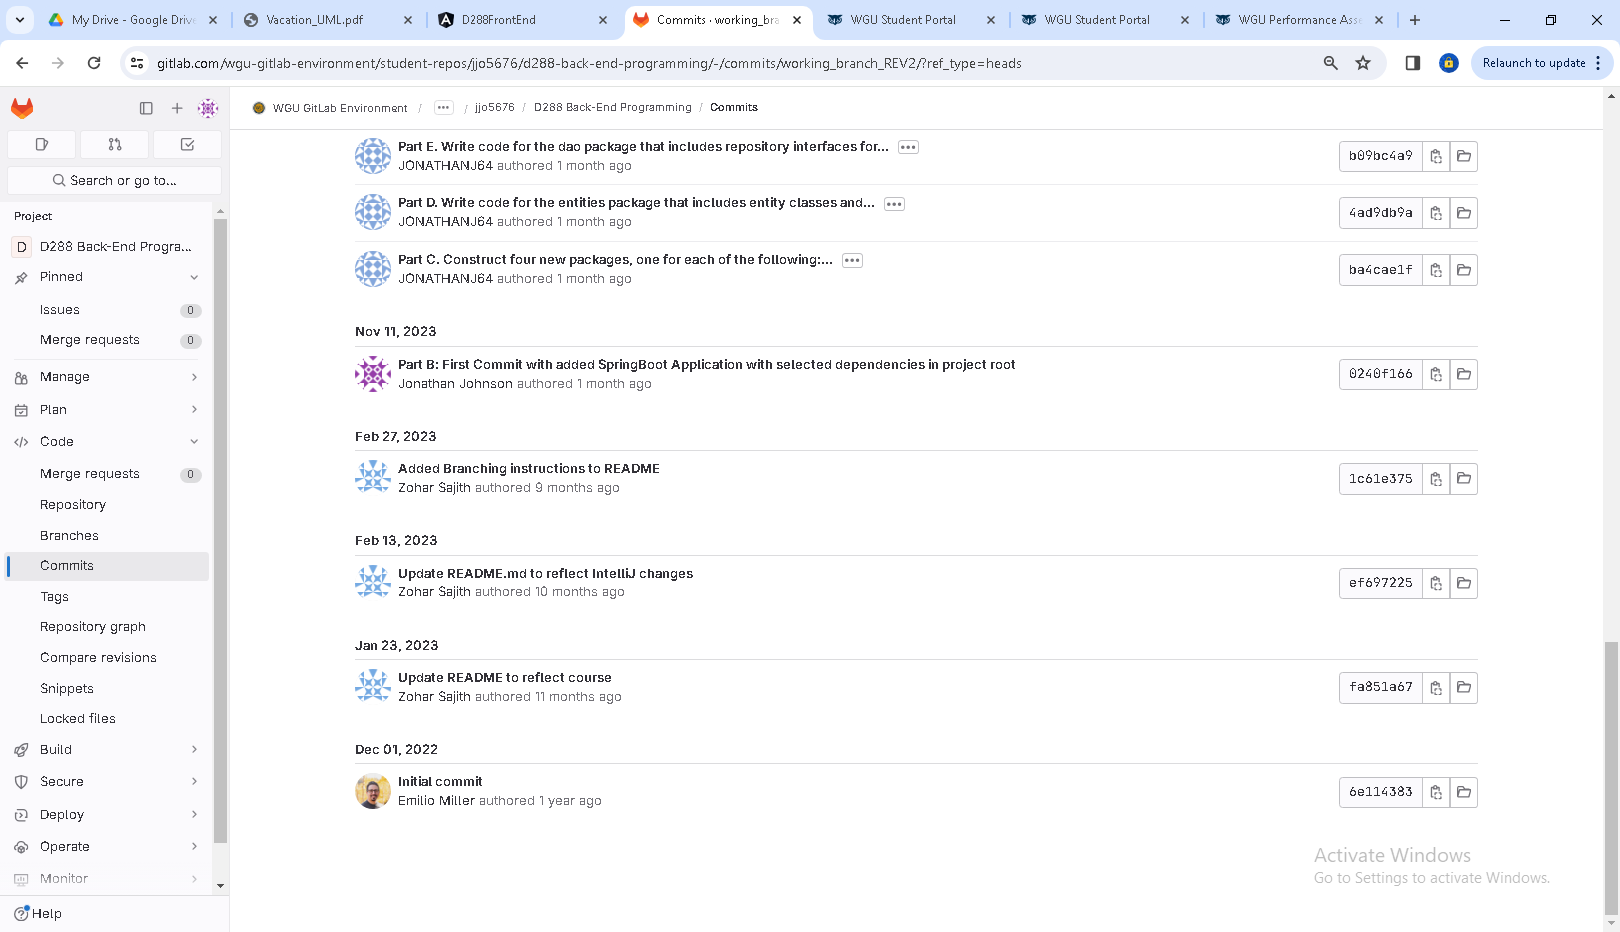 My Drive - Google Driv
Vacation_UML.pdf
D288FrontEnd
Commits · working_bra
WGU Student Portal
WGU Student Portal
WGU Performance Asse
gitlab.com/wgu-gitlab-environment/student-repos/jjo5676/d288-back-end-programming/-/commits/working_branch_REV2/?ref_type=heads
Relaunch to update
WGU GitLab Environment / ••• / jjo5676 / D288 Back-End Programming / Commits
Search or go to...
Project
D D288 Back-End Progra...
Pinned
Issues 0
Merge requests 0
Manage
Plan
Code
Merge requests 0
Repository
Branches
Commits
Tags
Repository graph
Compare revisions
Snippets
Locked files
Build
Secure
Deploy
Operate
Monitor
Help
Part E. Write code for the dao package that includes repository interfaces for...
JONATHANJ64 authored 1 month ago
b09bc4a9
Part D. Write code for the entities package that includes entity classes and...
JONATHANJ64 authored 1 month ago
4ad9db9a
Part C. Construct four new packages, one for each of the following:...
JONATHANJ64 authored 1 month ago
ba4cae1f
Nov 11, 2023
Part B: First Commit with added SpringBoot Application with selected dependencies in project root
Jonathan Johnson authored 1 month ago
0240f166
Feb 27, 2023
Added Branching instructions to README
Zohar Sajith authored 9 months ago
1c61e375
Feb 13, 2023
Update README.md to reflect IntelliJ changes
Zohar Sajith authored 10 months ago
ef697225
Jan 23, 2023
Update README to reflect course
Zohar Sajith authored 11 months ago
fa851a67
Dec 01, 2022
Initial commit
Emilio Miller authored 1 year ago
6e114383
Activate Windows
Go to Settings to activate Windows.